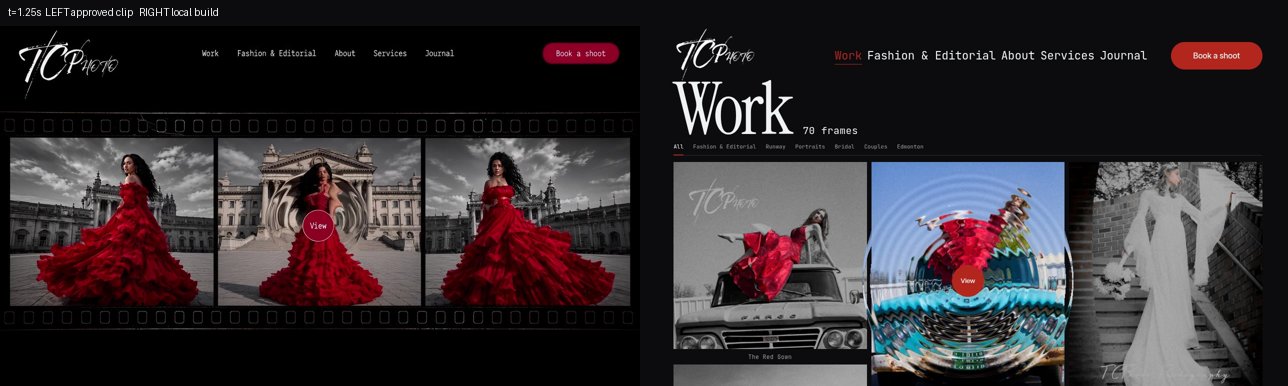 t=1.25s LEFT approved clip RIGHT local build
TCPHOTO
Work Fashion & Editorial About Services Journal
Book a shoot
View
TCPHOTO
Work Fashion & Editorial About Services Journal
Book a shoot
Work 70 frames
All Fashion & Editorial Runway Portraits Bridal Couples Edmonton
TCPHOTO
View
The Red Gown